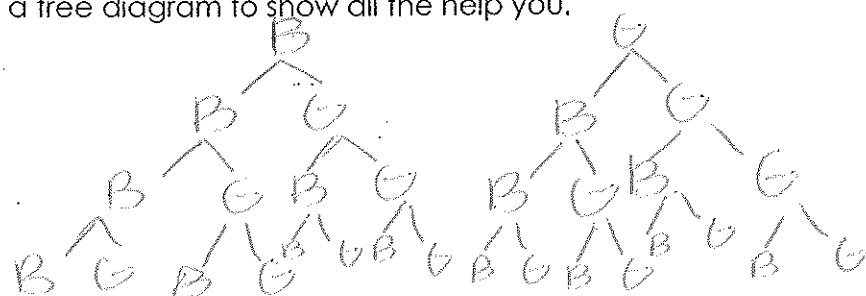 a tree diagram to show all the help you.
B G
B G B G
B G B G B G B G
B G B G B G B G B G B G B G B G